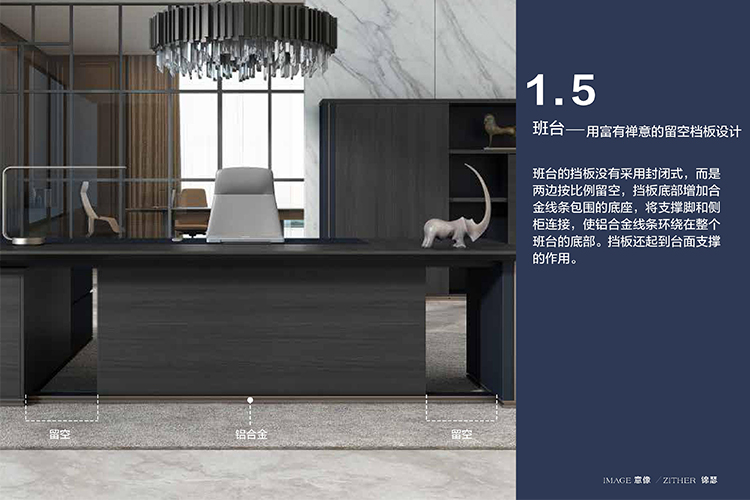 1.5
班台——用富有禅意的留空档板设计
班台的挡板没有采用封闭式，而是
两边按比例留空，挡板底部增加合
金线条包围的底座，将支撑脚和侧
柜连接，使铝合金线条环绕在整个
班台的底部。挡板还起到台面支撑
的作用。
留空
铝合金
留空
IMAGE 意像 / ZITHER 锦瑟